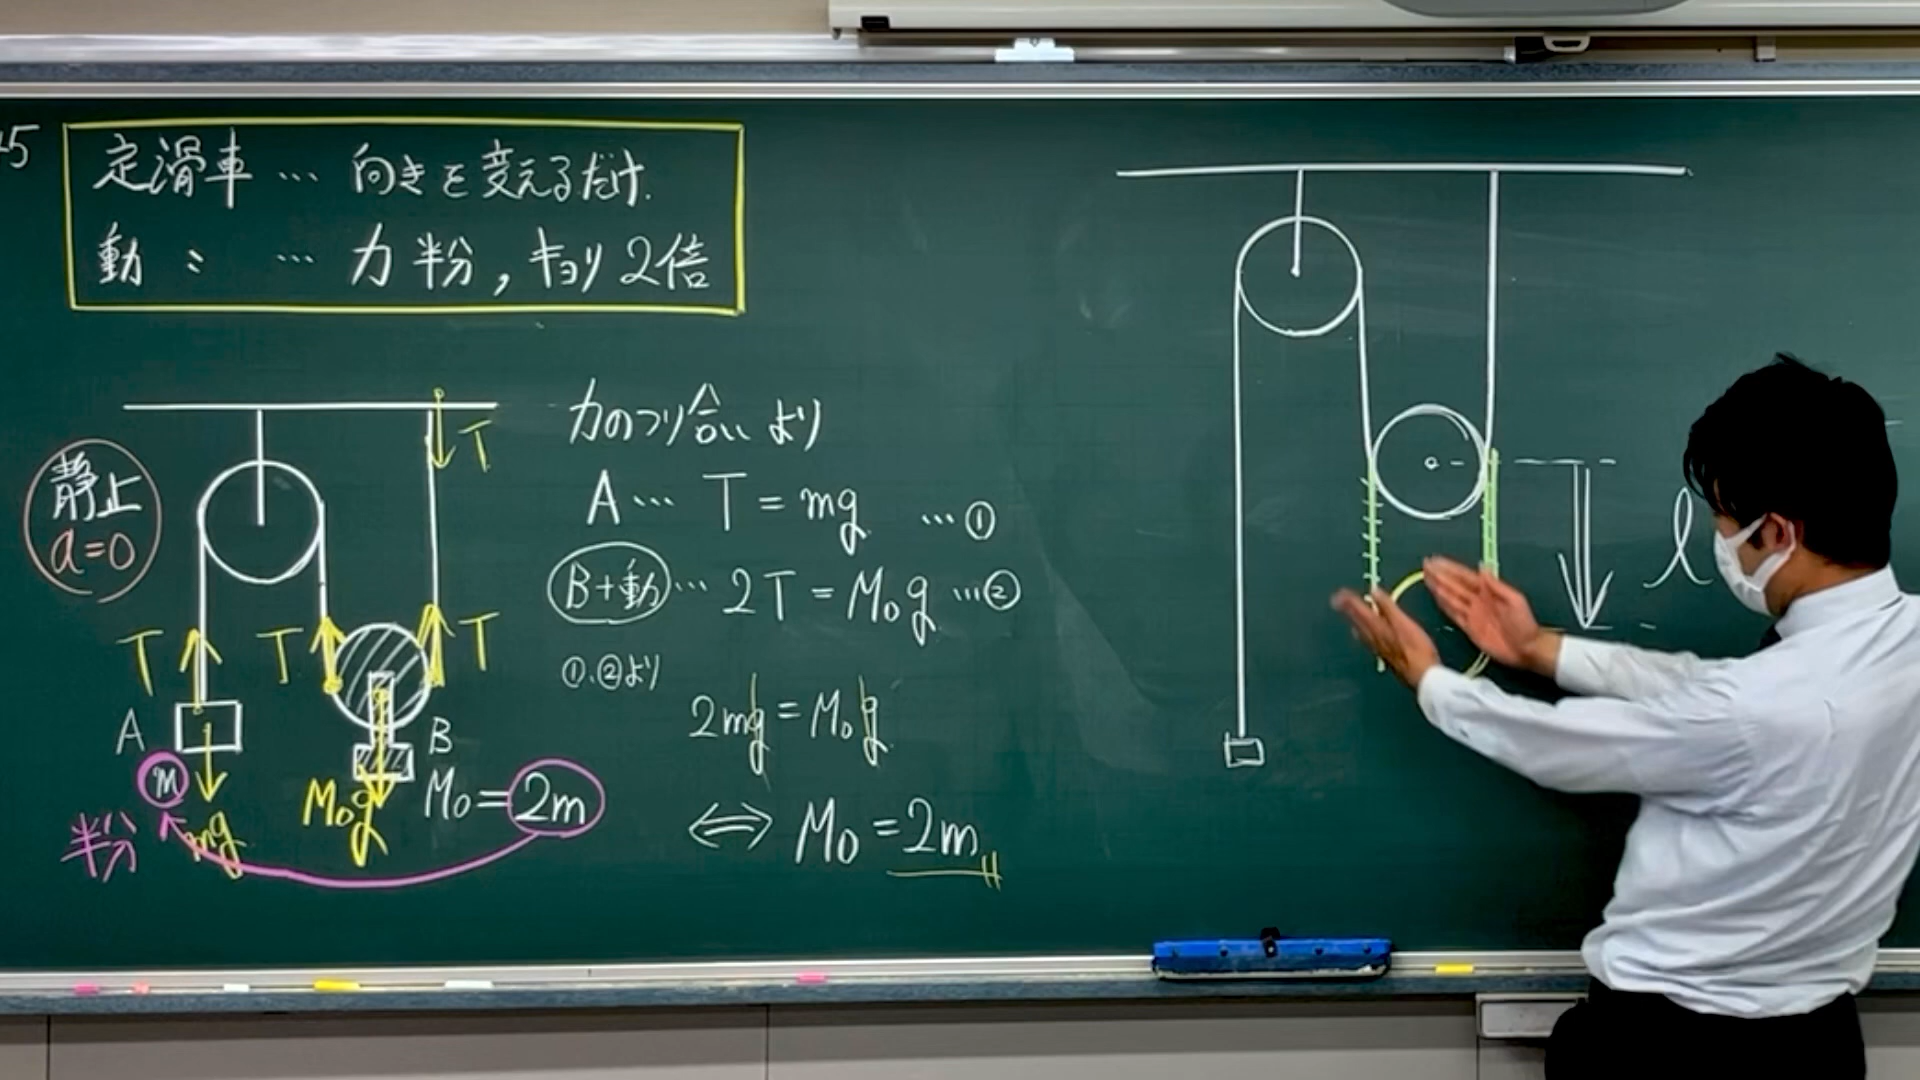 45
定滑車 … 向きを変えるだけ.
動 〃 … 力半分, キョリ2倍
静止
a=0
T
T
T
T
A
m
mg
半分
M₀g
B
M₀=2m
力のつり合いより
A … T = mg …①
B+動 … 2T = M₀g …②
①,②より
2mg = M₀g
⇔ M₀ = 2m
l